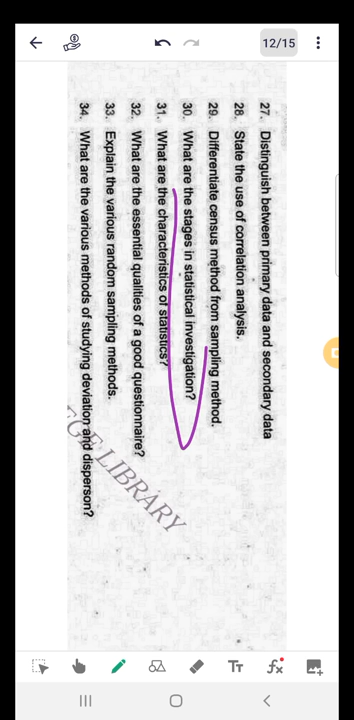 12/15
27. Distinguish between primary data and secondary data
28. State the use of correlation analysis.
29. Differentiate census method from sampling method.
30. What are the stages in statistical investigation?
31. What are the characteristics of statistics?
32. What are the essential qualities of a good questionnaire?
33. Explain the various random sampling methods.
34. What are the various methods of studying deviation and disperson?
EGE LIBRARY
TT
fx